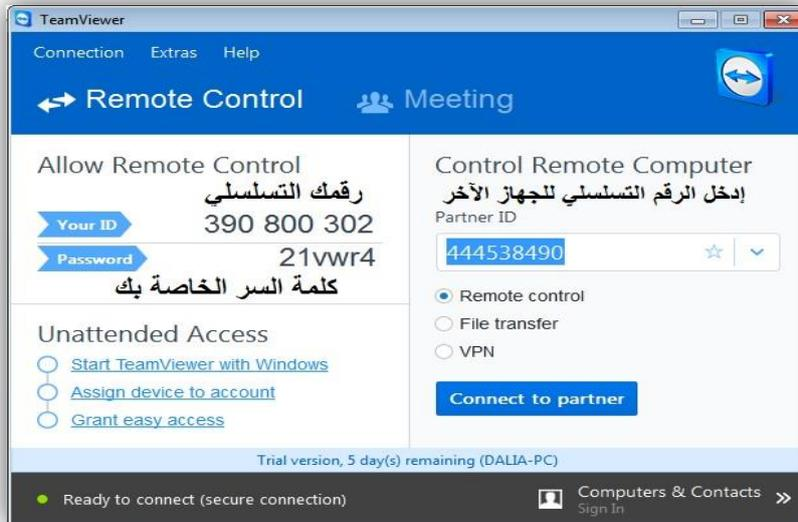 TeamViewer
Connection Extras Help
Remote Control Meeting
Allow Remote Control
رقمك التسلسلي
Your ID 390 800 302
Password 21vwr4
كلمة السر الخاصة بك
Unattended Access
Start TeamViewer with Windows
Assign device to account
Grant easy access
Control Remote Computer
إدخل الرقم التسلسلي للجهاز الآخر
Partner ID
444538490
Remote control
File transfer
VPN
Connect to partner
Trial version, 5 day(s) remaining (DALIA-PC)
Ready to connect (secure connection)
Computers & Contacts
Sign In